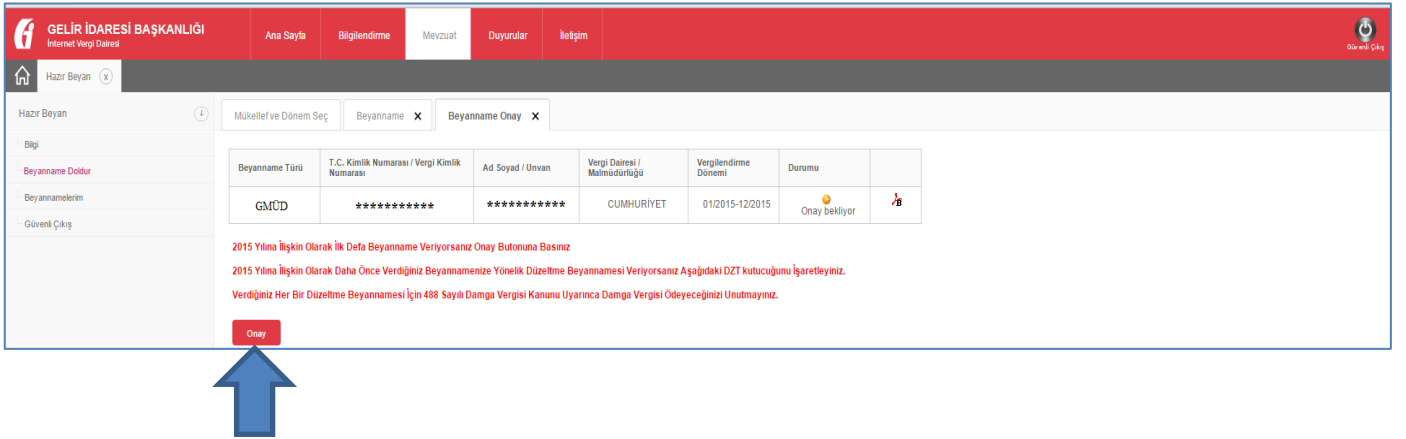 GELİR İDARESİ BAŞKANLIĞI
İnternet Vergi Dairesi
Ana Sayfa
Bilgilendirme
Mevzuat
Duyurular
İletişim
Güvenli Çıkış
Hazır Beyan
x
Hazır Beyan
Bilgi
Beyanname Doldur
Beyannamelerim
Güvenli Çıkış
Mükellef ve Dönem Seç
Beyanname X
Beyanname Onay X
Beyanname Türü
T.C. Kimlik Numarası / Vergi Kimlik
Numarası
Ad Soyad / Unvan
Vergi Dairesi /
Malmüdürlüğü
Vergilendirme
Dönemi
Durumu
GMÜD
***********
***********
CUMHURİYET
01/2015-12/2015
Onay bekliyor
B
2015 Yılına İlişkin Olarak İlk Defa Beyanname Veriyorsanız Onay Butonuna Basınız
2015 Yılına İlişkin Olarak Daha Önce Verdiğiniz Beyannamenize Yönelik Düzeltme Beyannamesi Veriyorsanız Aşağıdaki DZT kutucuğunu İşaretleyiniz.
Verdiğiniz Her Bir Düzeltme Beyannamesi İçin 488 Sayılı Damga Vergisi Kanunu Uyarınca Damga Vergisi Ödeyeceğinizi Unutmayınız.
Onay